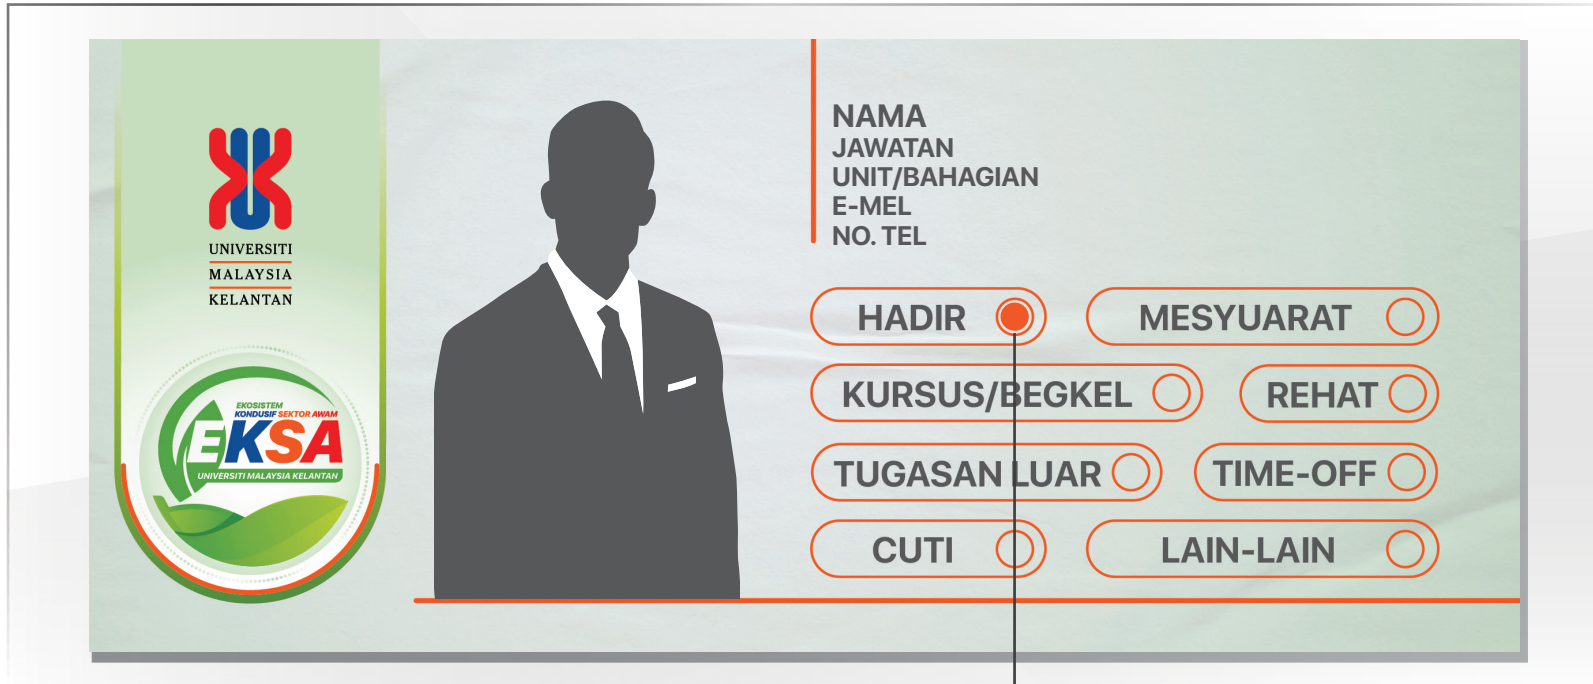 UNIVERSITI
MALAYSIA
KELANTAN
EKOSISTEM
KONDUSIF SEKTOR AWAM
EKSA
UNIVERSITI MALAYSIA KELANTAN
NAMA
JAWATAN
UNIT/BAHAGIAN
E-MEL
NO. TEL
HADIR
MESYUARAT
KURSUS/BEGKEL
REHAT
TUGASAN LUAR
TIME-OFF
CUTI
LAIN-LAIN